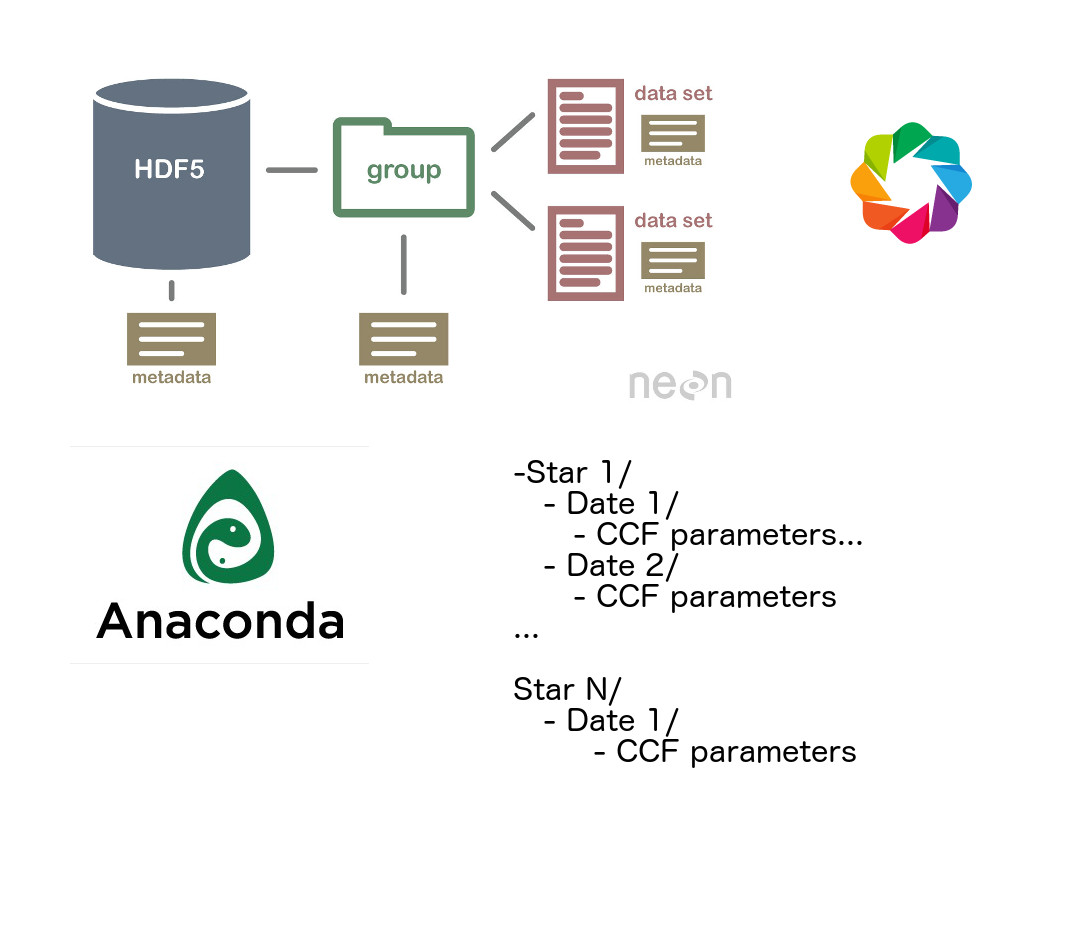 HDF5
group
data set
metadata
data set
metadata
metadata
metadata
neon
Anaconda
-Star 1/
- Date 1/
- CCF parameters...
- Date 2/
- CCF parameters
...
Star N/
- Date 1/
- CCF parameters